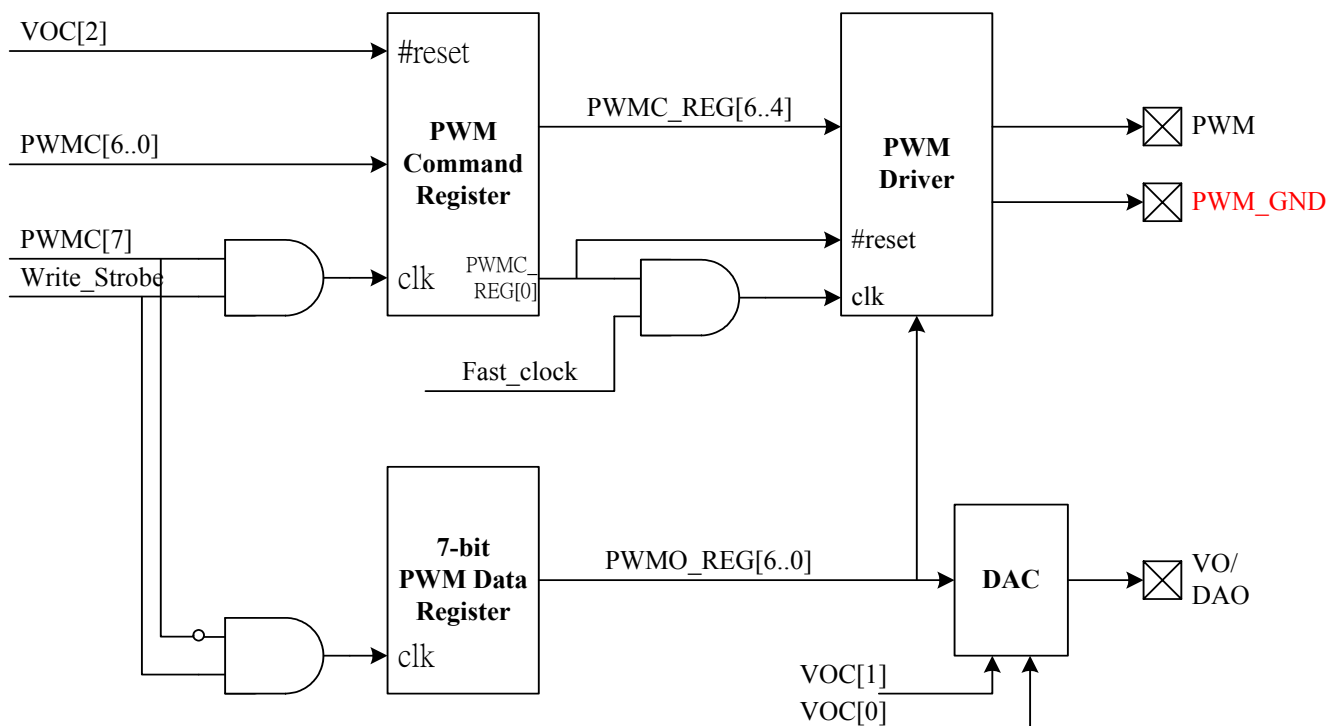 VOC[2]
#reset
PWMC[6..0]
PWM
Command
Register
PWMC_REG[6..4]
PWM
Driver
PWM
PWM_GND
PWMC[7]
Write_Strobe
clk
PWMC_
REG[0]
#reset
clk
Fast_clock
7-bit
PWM Data
Register
clk
PWMO_REG[6..0]
DAC
VO/
DAO
VOC[1]
VOC[0]